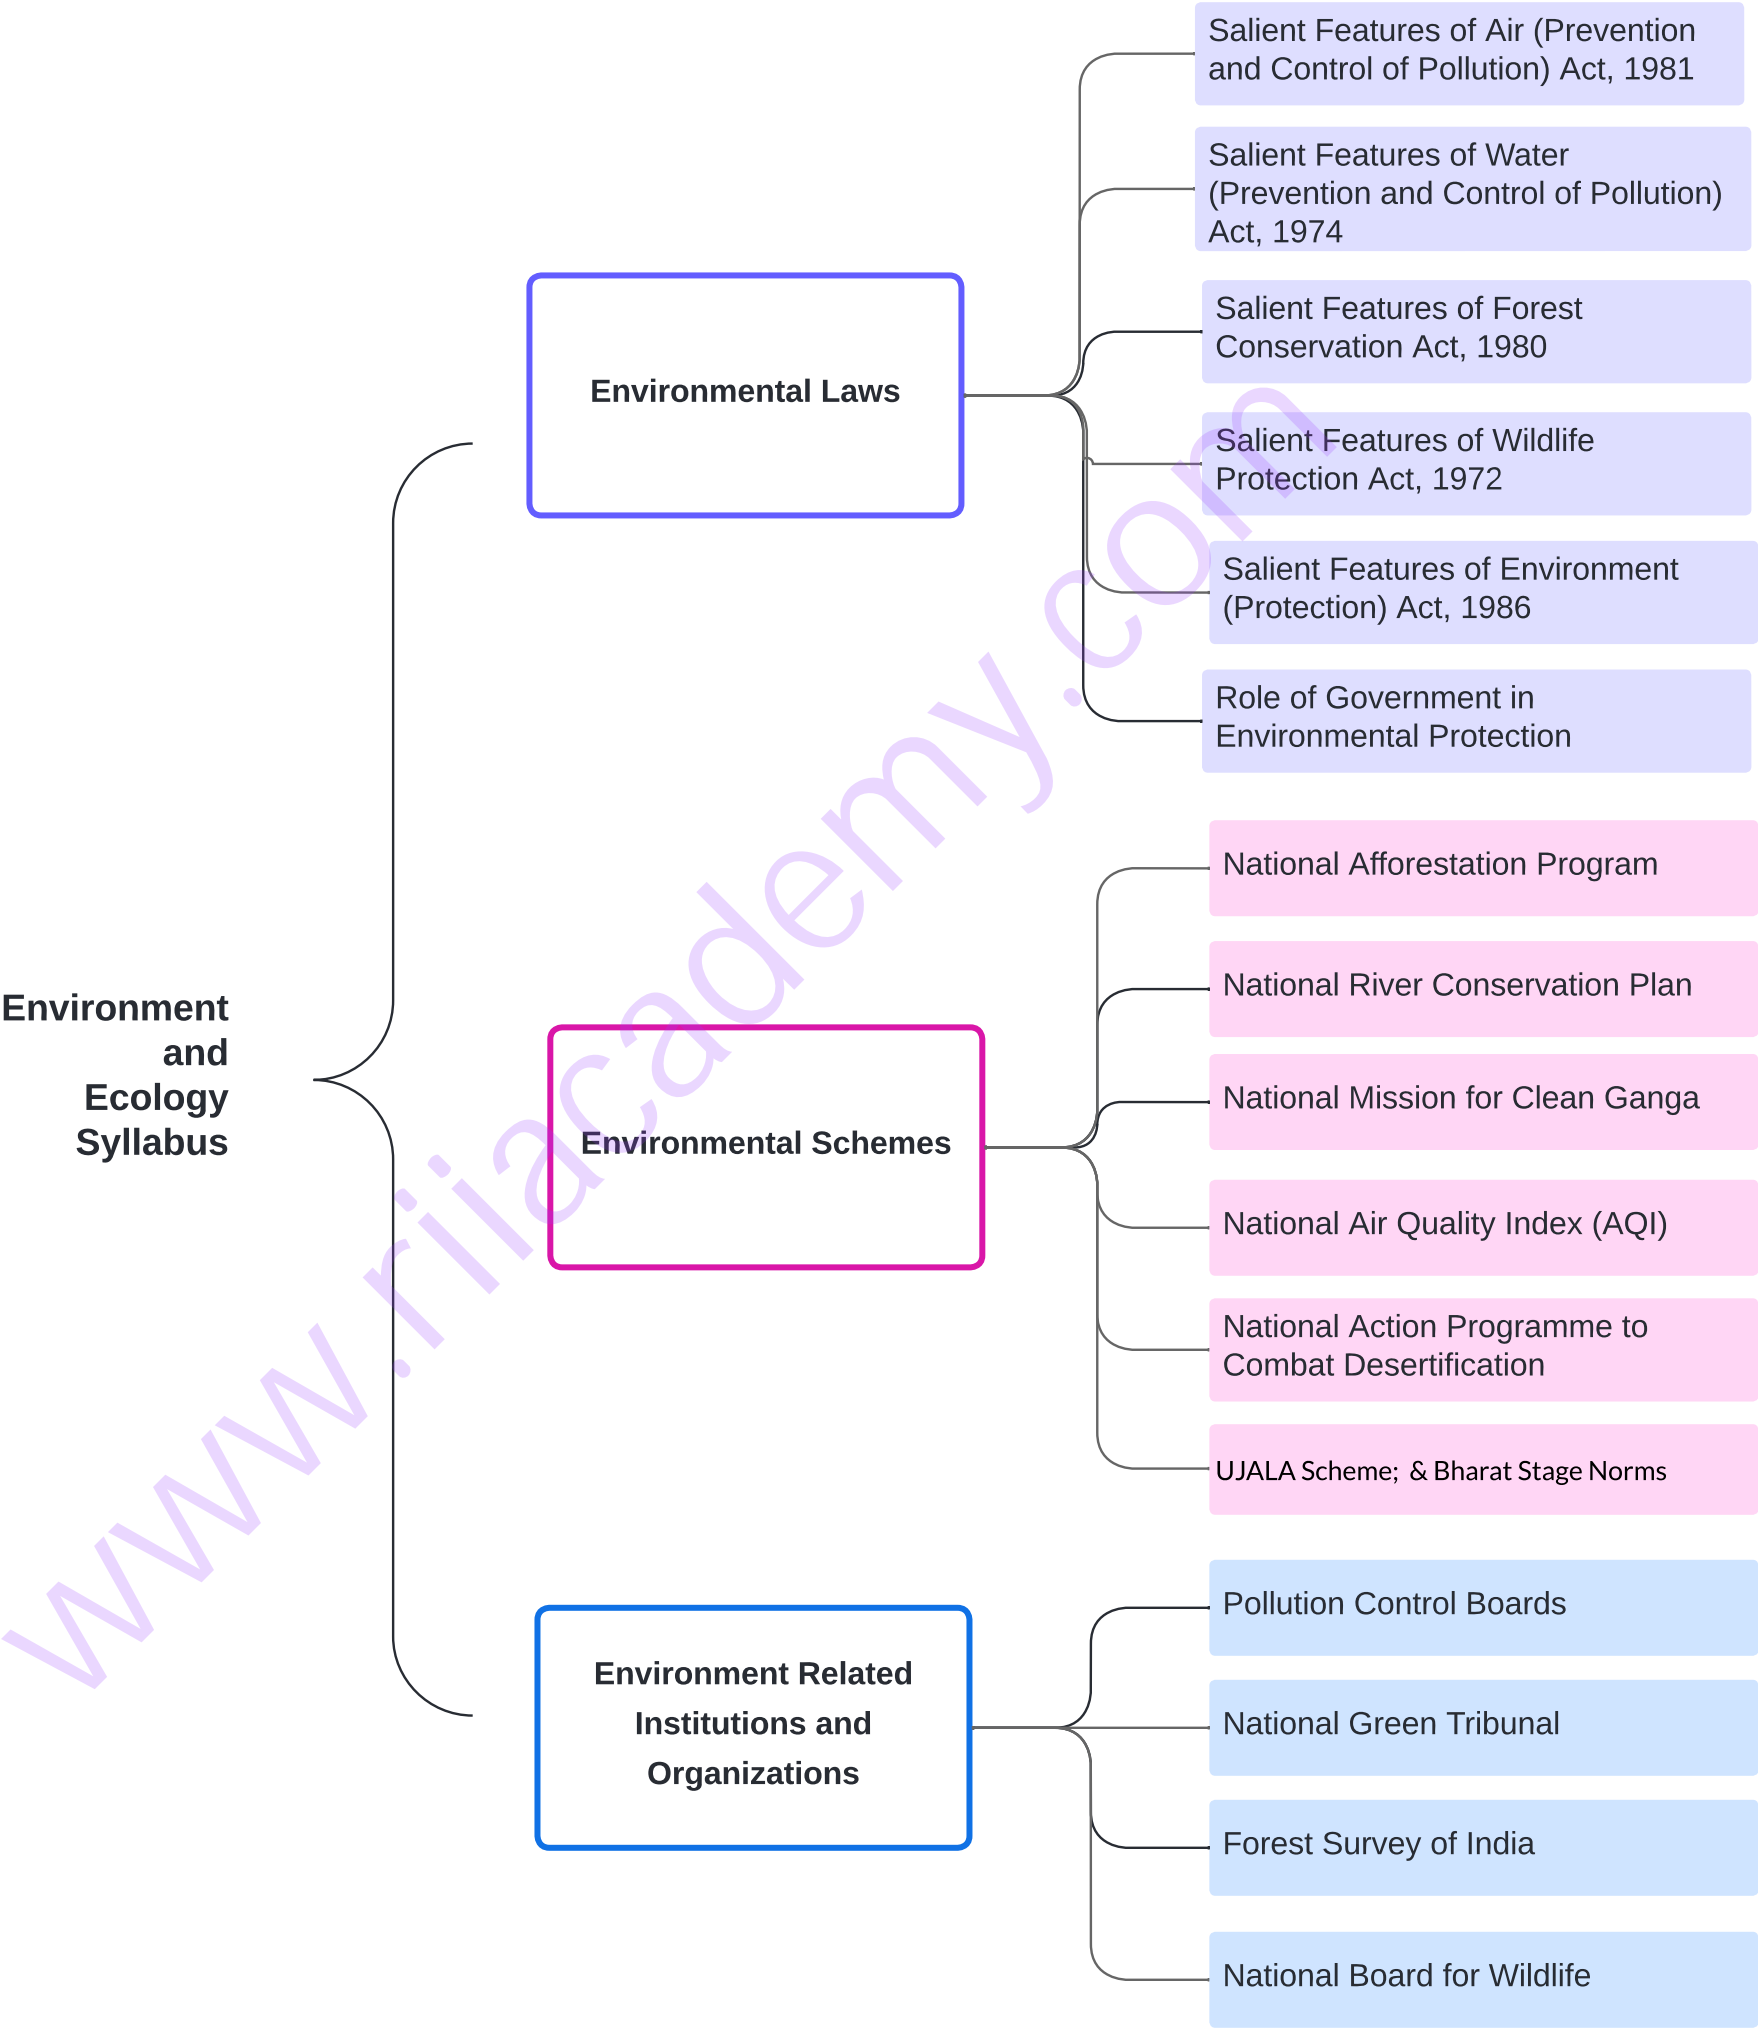 Environment
and
Ecology
Syllabus
Environmental Laws
Salient Features of Air (Prevention
and Control of Pollution) Act, 1981
Salient Features of Water
(Prevention and Control of Pollution)
Act, 1974
Salient Features of Forest
Conservation Act, 1980
Salient Features of Wildlife
Protection Act, 1972
Salient Features of Environment
(Protection) Act, 1986
Role of Government in
Environmental Protection
Environmental Schemes
National Afforestation Program
National River Conservation Plan
National Mission for Clean Ganga
National Air Quality Index (AQI)
National Action Programme to
Combat Desertification
UJALA Scheme; & Bharat Stage Norms
Environment Related
Institutions and
Organizations
Pollution Control Boards
National Green Tribunal
Forest Survey of India
National Board for Wildlife
www.riiacademy.com